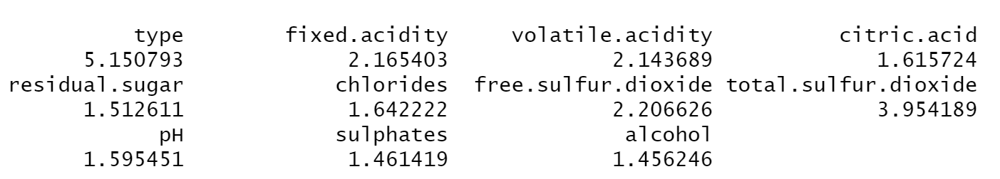 type fixed.acidity volatile.acidity citric.acid
5.150793 2.165403 2.143689 1.615724
residual.sugar chlorides free.sulfur.dioxide total.sulfur.dioxide
1.512611 1.642222 2.206626 3.954189
pH sulphates alcohol
1.595451 1.461419 1.456246